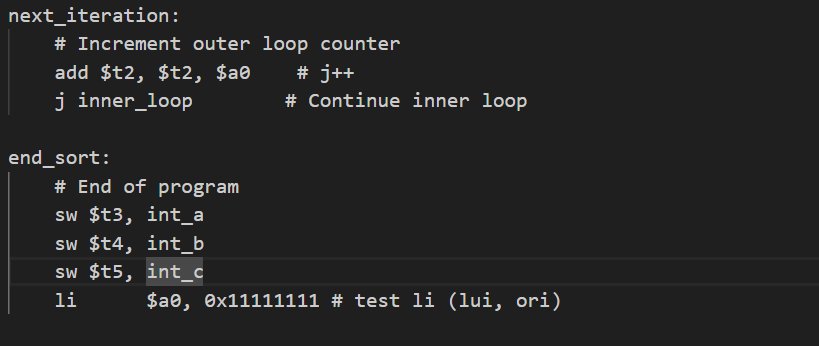 next_iteration:
    # Increment outer loop counter
    add $t2, $t2, $a0    # j++
    j inner_loop         # Continue inner loop

end_sort:
    # End of program
    sw $t3, int_a
    sw $t4, int_b
    sw $t5, int_c
    li      $a0, 0x11111111 # test li (lui, ori)